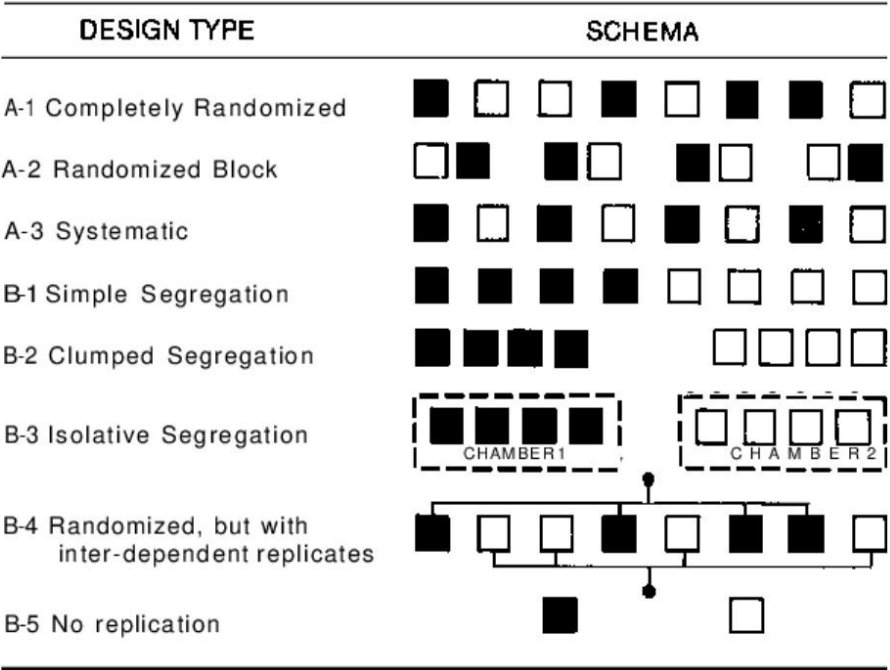 DESIGN TYPE SCHEMA
A-1 Completely Randomized
A-2 Randomized Block
A-3 Systematic
B-1 Simple Segregation
B-2 Clumped Segregation
B-3 Isolative Segregation
CHAMBER1 CHAMBER2
B-4 Randomized, but with
inter-dependent replicates
B-5 No replication